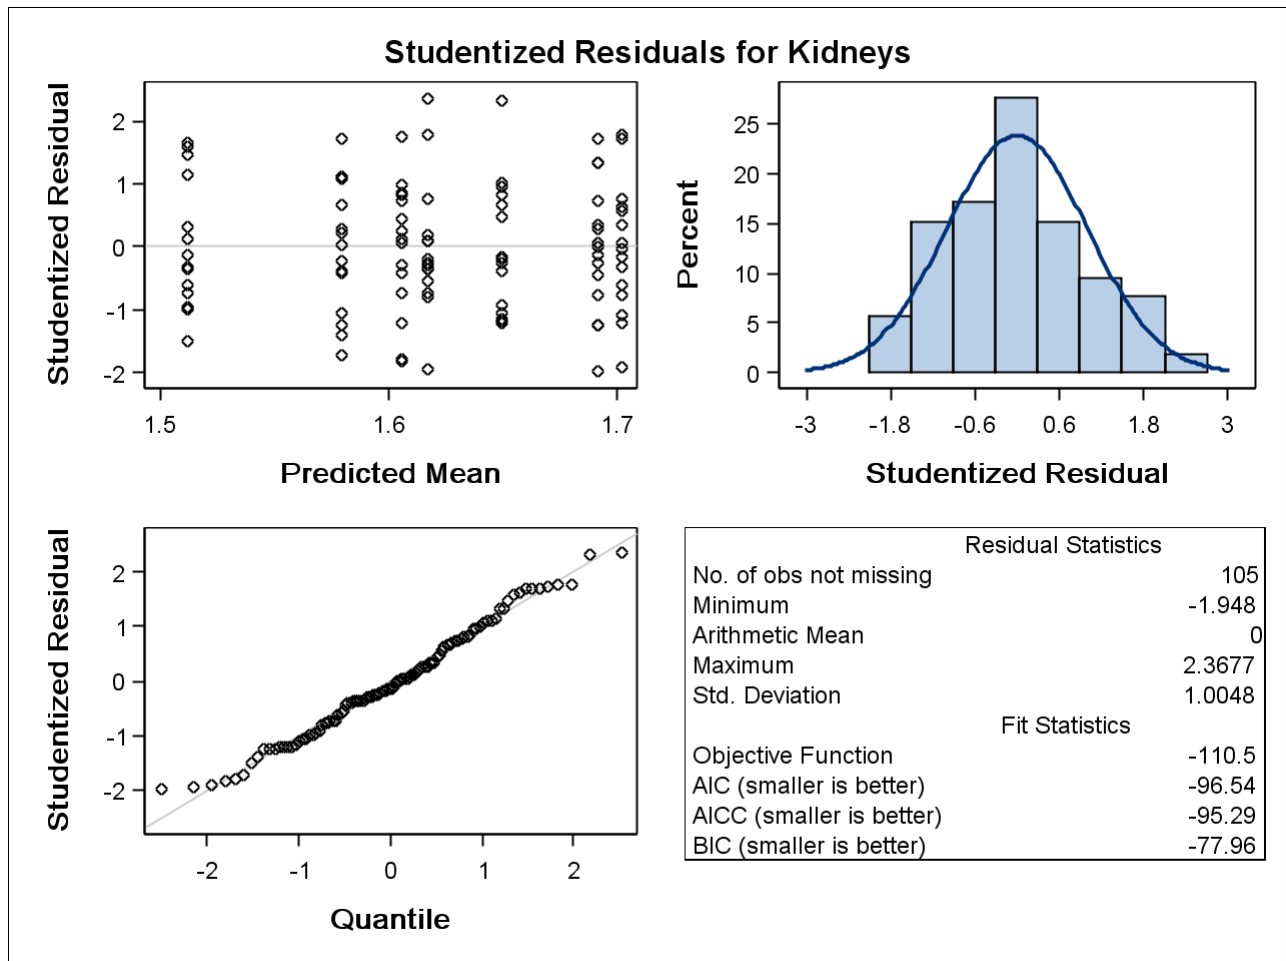 Studentized Residuals for Kidneys
Studentized Residual
2
1
0
-1
-2
1.5 1.6 1.7
Predicted Mean
Percent
25
20
15
10
5
0
-3 -1.8 -0.6 0.6 1.8 3
Studentized Residual
Studentized Residual
2
1
0
-1
-2
-2 -1 0 1 2
Quantile
Residual Statistics
No. of obs not missing 105
Minimum -1.948
Arithmetic Mean 0
Maximum 2.3677
Std. Deviation 1.0048
Fit Statistics
Objective Function -110.5
AIC (smaller is better) -96.54
AICC (smaller is better) -95.29
BIC (smaller is better) -77.96